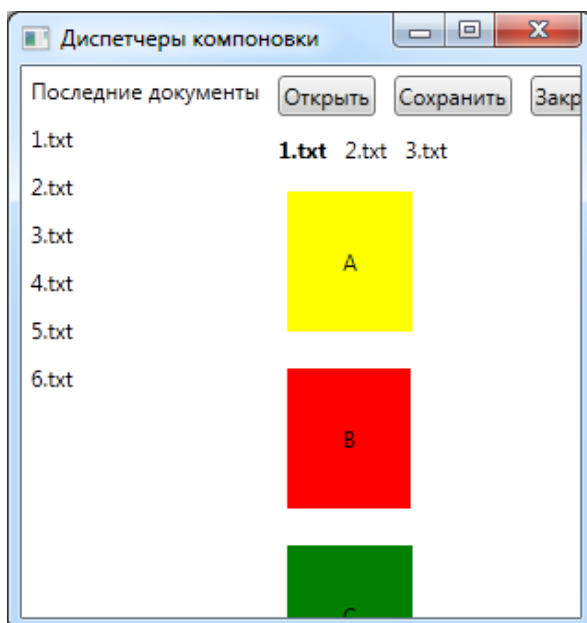 Диспетчеры компоновки
Последние документы
1.txt
2.txt
3.txt
4.txt
5.txt
6.txt
Открыть Сохранить Закр
1.txt 2.txt 3.txt
A
B
C